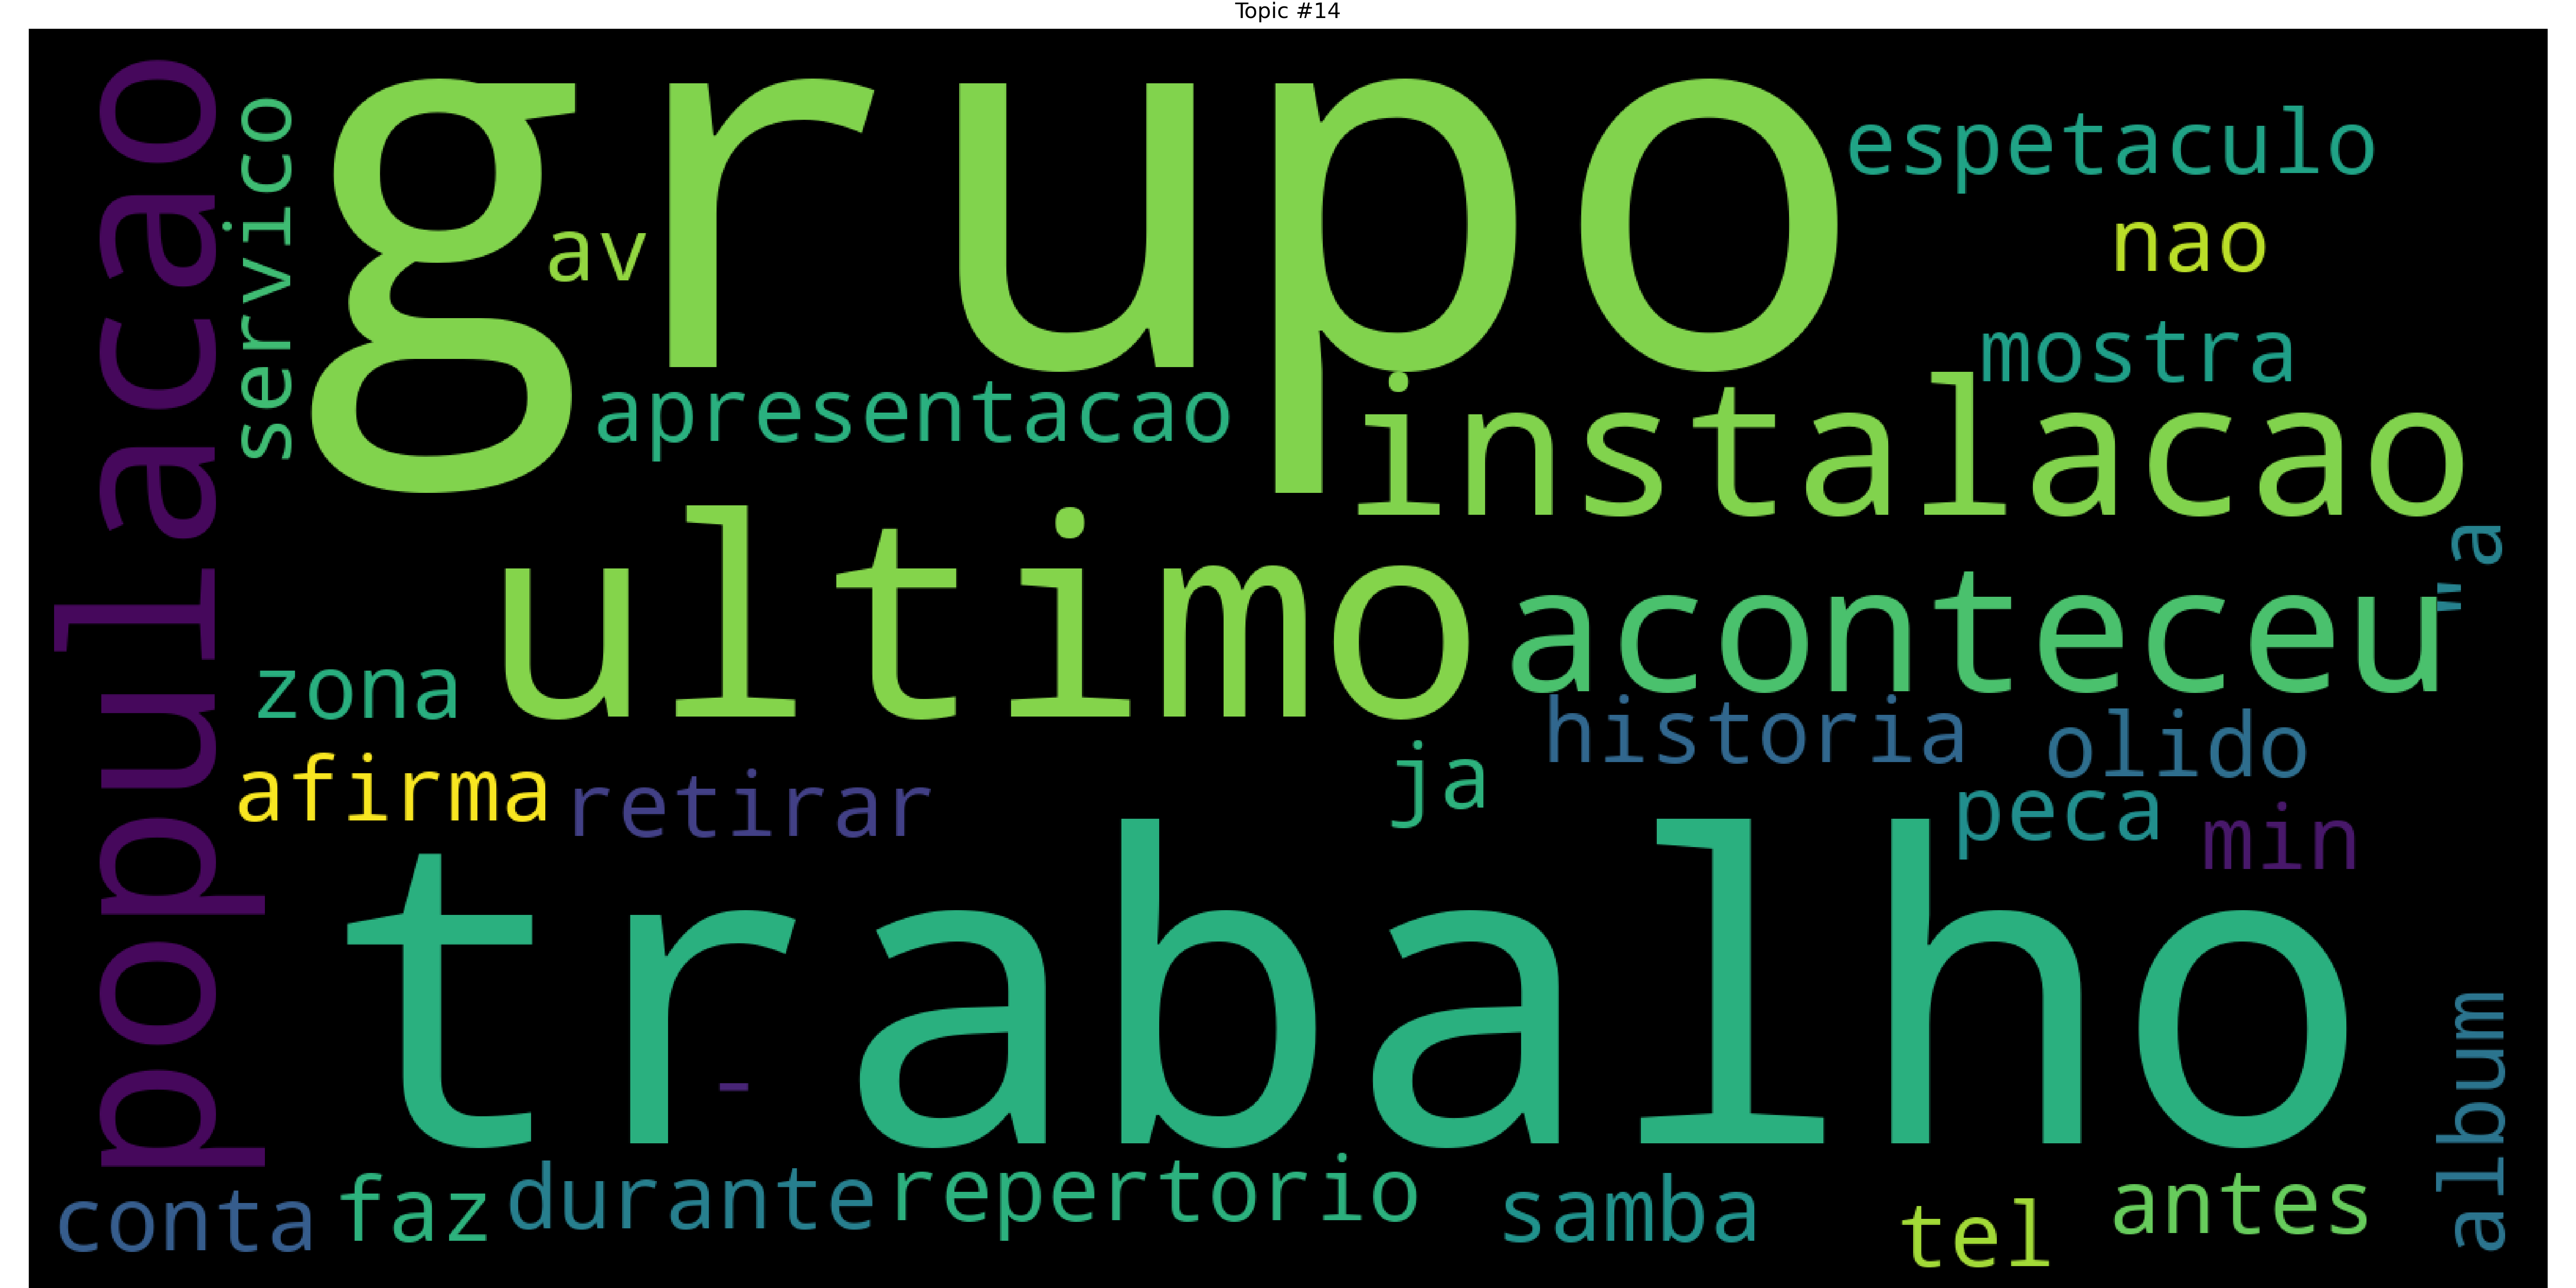 Topic #14
populacao
servico
grupo
av
espetaculo
nao
mostra
apresentacao
instalacao
"a
ultimo
aconteceu
zona
historia
olido
afirma
retirar
ja
peca
min
trabalho
-
album
conta
faz
durante
repertorio
samba
tel
antes